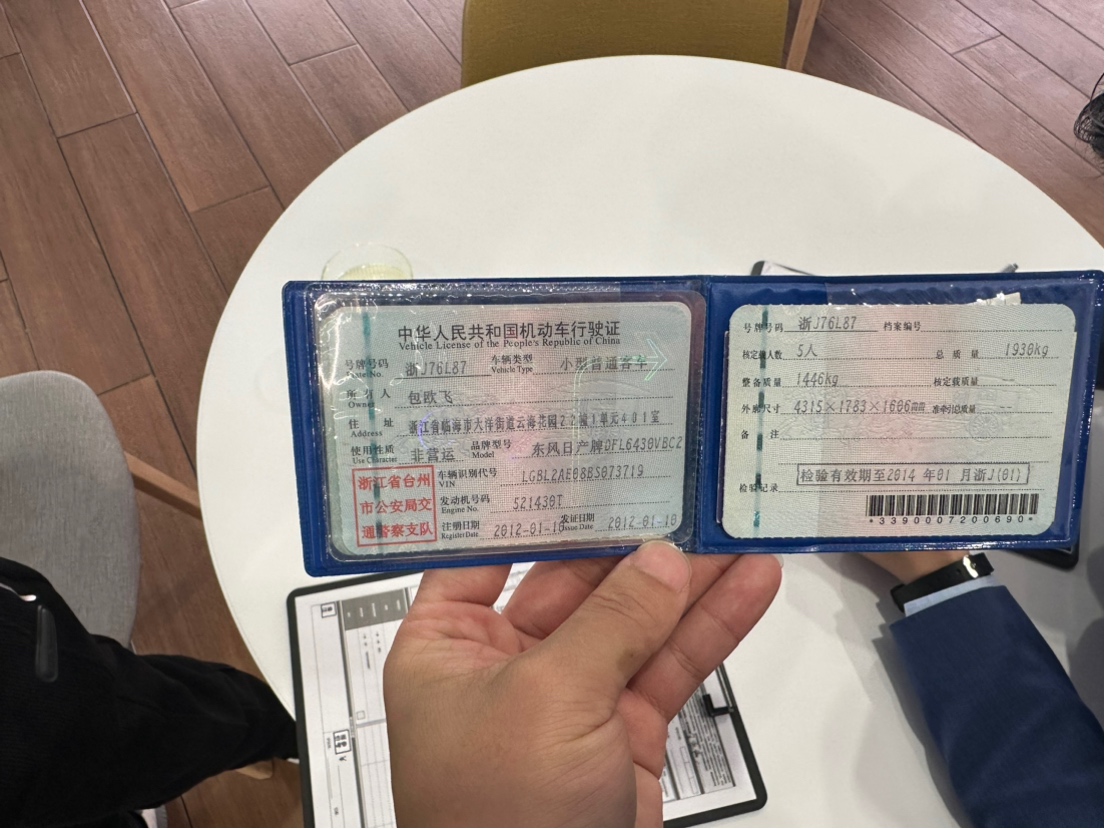 中华人民共和国机动车行驶证
Vehicle License of the People's Republic of China
号牌号码 浙J76L87 车辆类型 小型普通客车
Plate No. Vehicle Type
所有人 包欧飞
Owner
住址 浙江省临海市大洋街道云海花园22幢1单元401室
Address
使用性质 非营运 品牌型号 东风日产牌DFL6430VBC2
Use Character Model
浙江省台州
市公安局交
通警察支队
车辆识别代号 LGBL2AE08BS073719
VIN
发动机号码 521430T
Engine No.
注册日期 2012-01-10 发证日期 2012-01-10
Register Date Issue Date
号牌号码 浙J76L87 档案编号
核定载人数 5人 总质量 1930kg
整备质量 1446kg 核定载质量 --
外廓尺寸 4315×1783×1606mm 准牵引总质量 --
备注
检验有效期至2014年01月浙J(01)
检验记录
*3390007200690*